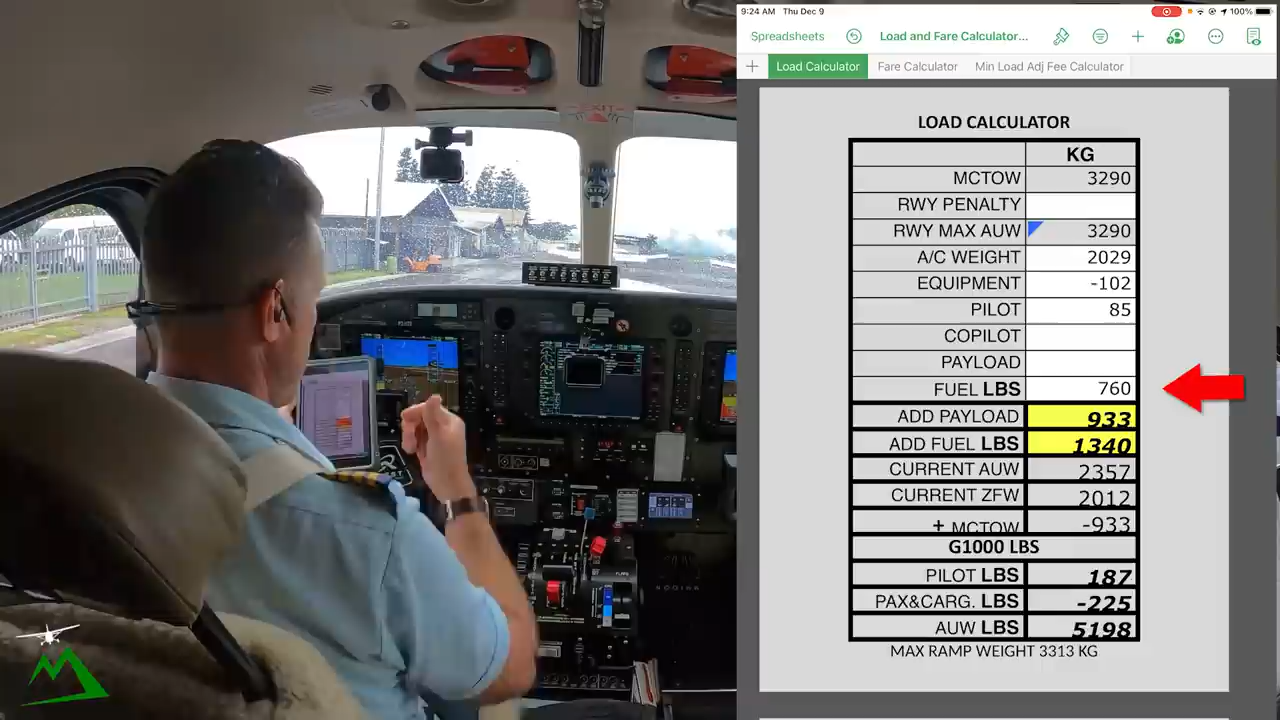 9:24 AM Thu Dec 9
100%
Spreadsheets
Load and Fare Calculator...
Load Calculator
Fare Calculator
Min Load Adj Fee Calculator
LOAD CALCULATOR
KG
MCTOW 3290
RWY PENALTY
RWY MAX AUW 3290
A/C WEIGHT 2029
EQUIPMENT -102
PILOT 85
COPILOT
PAYLOAD
FUEL LBS 760
ADD PAYLOAD 933
ADD FUEL LBS 1340
CURRENT AUW 2357
CURRENT ZFW 2012
+ MCTOW -933
G1000 LBS
PILOT LBS 187
PAX&CARG. LBS -225
AUW LBS 5198
MAX RAMP WEIGHT 3313 KG
EXIT